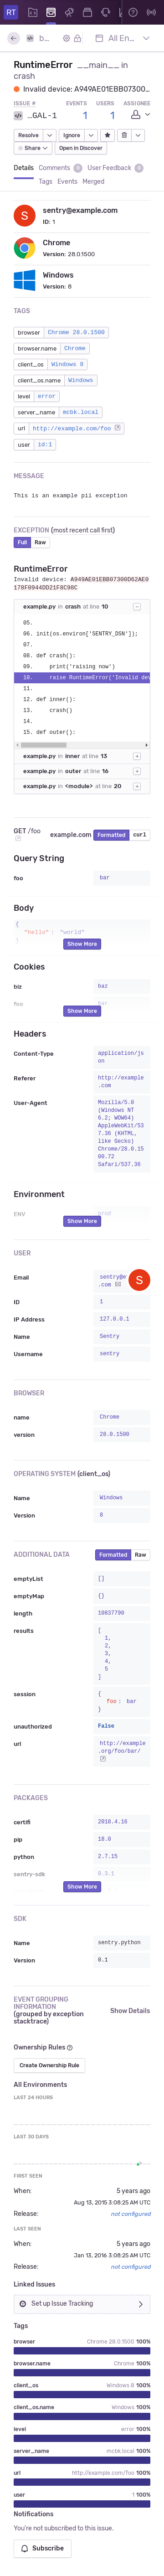 RT
b...
All En...
RuntimeError __main__ in
crash
Invalid device: A949AE01EBB07300...
ISSUE #
EVENTS
USERS
ASSIGNEE
...GAL-1
1
1
Resolve
Ignore
Share
Open in Discover
Details
Comments 0
User Feedback 0
Tags
Events
Merged
sentry@example.com
ID: 1
Chrome
Version: 28.0.1500
Windows
Version: 8
TAGS
browser Chrome 28.0.1500
browser.name Chrome
client_os Windows 8
client_os.name Windows
level error
server_name mcbk.local
url http://example.com/foo
user id:1
MESSAGE
This is an example pii exception
EXCEPTION (most recent call first)
Full Raw
RuntimeError
Invalid device: A949AE01EBB07300D62AE0
178F0944DD21F8C98C
example.py in crash at line 10
05.
06. init(os.environ['SENTRY_DSN']);
07.
08. def crash():
09. print('raising now')
10. raise RuntimeError('Invalid dev
11.
12. def inner():
13. crash()
14.
15. def outer():
example.py in inner at line 13
example.py in outer at line 16
example.py in <module> at line 20
GET /foo
example.com
Formatted curl
Query String
foo
bar
Body
{
"hello": "world"
}
Show More
Cookies
biz
baz
foo
bar
Show More
Headers
Content-Type
application/js
on
Referer
http://example
.com
User-Agent
Mozilla/5.0
(Windows NT
6.2; WOW64)
AppleWebKit/53
7.36 (KHTML,
like Gecko)
Chrome/28.0.15
00.72
Safari/537.36
Environment
ENV
prod
Show More
USER
Email
sentry@e
.com
S
ID
1
IP Address
127.0.0.1
Name
Sentry
Username
sentry
BROWSER
name
Chrome
version
28.0.1500
OPERATING SYSTEM (client_os)
Name
Windows
Version
8
ADDITIONAL DATA
Formatted Raw
emptyList
[]
emptyMap
{}
length
10837790
results
[
1,
2,
3,
4,
5
]
session
{
foo: bar
}
unauthorized
False
url
http://example
.org/foo/bar/
PACKAGES
certifi
2018.4.16
pip
18.0
python
2.7.15
sentry-sdk
0.3.1
Show More
SDK
Name
sentry.python
Version
0.1
EVENT GROUPING
INFORMATION
(grouped by exception
stacktrace)
Show Details
Ownership Rules
Create Ownership Rule
All Environments
LAST 24 HOURS
LAST 30 DAYS
FIRST SEEN
When:
5 years ago
Aug 13, 2015 3:08:25 AM UTC
Release:
not configured
LAST SEEN
When:
5 years ago
Jan 13, 2016 3:08:25 AM UTC
Release:
not configured
Linked Issues
Set up Issue Tracking
Tags
browser
Chrome 28.0.1500 100%
browser.name
Chrome 100%
client_os
Windows 8 100%
client_os.name
Windows 100%
level
error 100%
server_name
mcbk.local 100%
url
http://example.com/foo 100%
user
1 100%
Notifications
You're not subscribed to this issue.
Subscribe